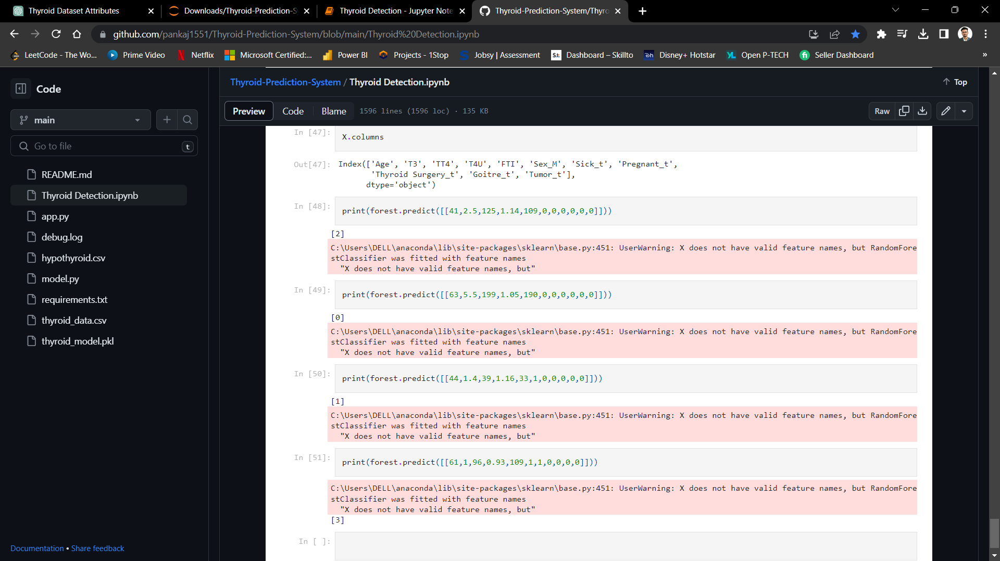 Thyroid Dataset Attributes
Downloads/Thyroid-Prediction-S
Thyroid Detection - Jupyter Note
Thyroid-Prediction-System/Thyro
github.com/pankaj1551/Thyroid-Prediction-System/blob/main/Thyroid%20Detection.ipynb
LeetCode - The Wo...
Prime Video
Netflix
Microsoft Certified:...
Power BI
Projects - 1Stop
Jobsy | Assessment
S.t.
Dashboard – Skillto
Disney+ Hotstar
YL
Open P-TECH
fi
Seller Dashboard
»
Code
Thyroid-Prediction-System / Thyroid Detection.ipynb
Top
main
Preview
Code
Blame
1596 lines (1596 loc) · 135 KB
Raw
Go to file
t
README.md
Thyroid Detection.ipynb
app.py
debug.log
hypothyroid.csv
model.py
requirements.txt
thyroid_data.csv
thyroid_model.pkl
Documentation • Share feedback
In [47]:
X.columns
Out[47]: Index(['Age', 'T3', 'TT4', 'T4U', 'FTI', 'Sex_M', 'Sick_t', 'Pregnant_t',
'Thyroid Surgery_t', 'Goitre_t', 'Tumor_t'],
dtype='object')
In [48]:
print(forest.predict([[41,2.5,125,1.14,109,0,0,0,0,0,0]]))
[2]
C:\Users\DELL\anaconda\lib\site-packages\sklearn\base.py:451: UserWarning: X does not have valid feature names, but RandomFore
stClassifier was fitted with feature names
"X does not have valid feature names, but"
In [49]:
print(forest.predict([[63,5.5,199,1.05,190,0,0,0,0,0,0]]))
[0]
C:\Users\DELL\anaconda\lib\site-packages\sklearn\base.py:451: UserWarning: X does not have valid feature names, but RandomFore
stClassifier was fitted with feature names
"X does not have valid feature names, but"
In [50]:
print(forest.predict([[44,1.4,39,1.16,33,1,0,0,0,0,0]]))
[1]
C:\Users\DELL\anaconda\lib\site-packages\sklearn\base.py:451: UserWarning: X does not have valid feature names, but RandomFore
stClassifier was fitted with feature names
"X does not have valid feature names, but"
In [51]:
print(forest.predict([[61,1,96,0.93,109,1,1,0,0,0,0]]))
C:\Users\DELL\anaconda\lib\site-packages\sklearn\base.py:451: UserWarning: X does not have valid feature names, but RandomFore
stClassifier was fitted with feature names
"X does not have valid feature names, but"
[3]
In [ ]: